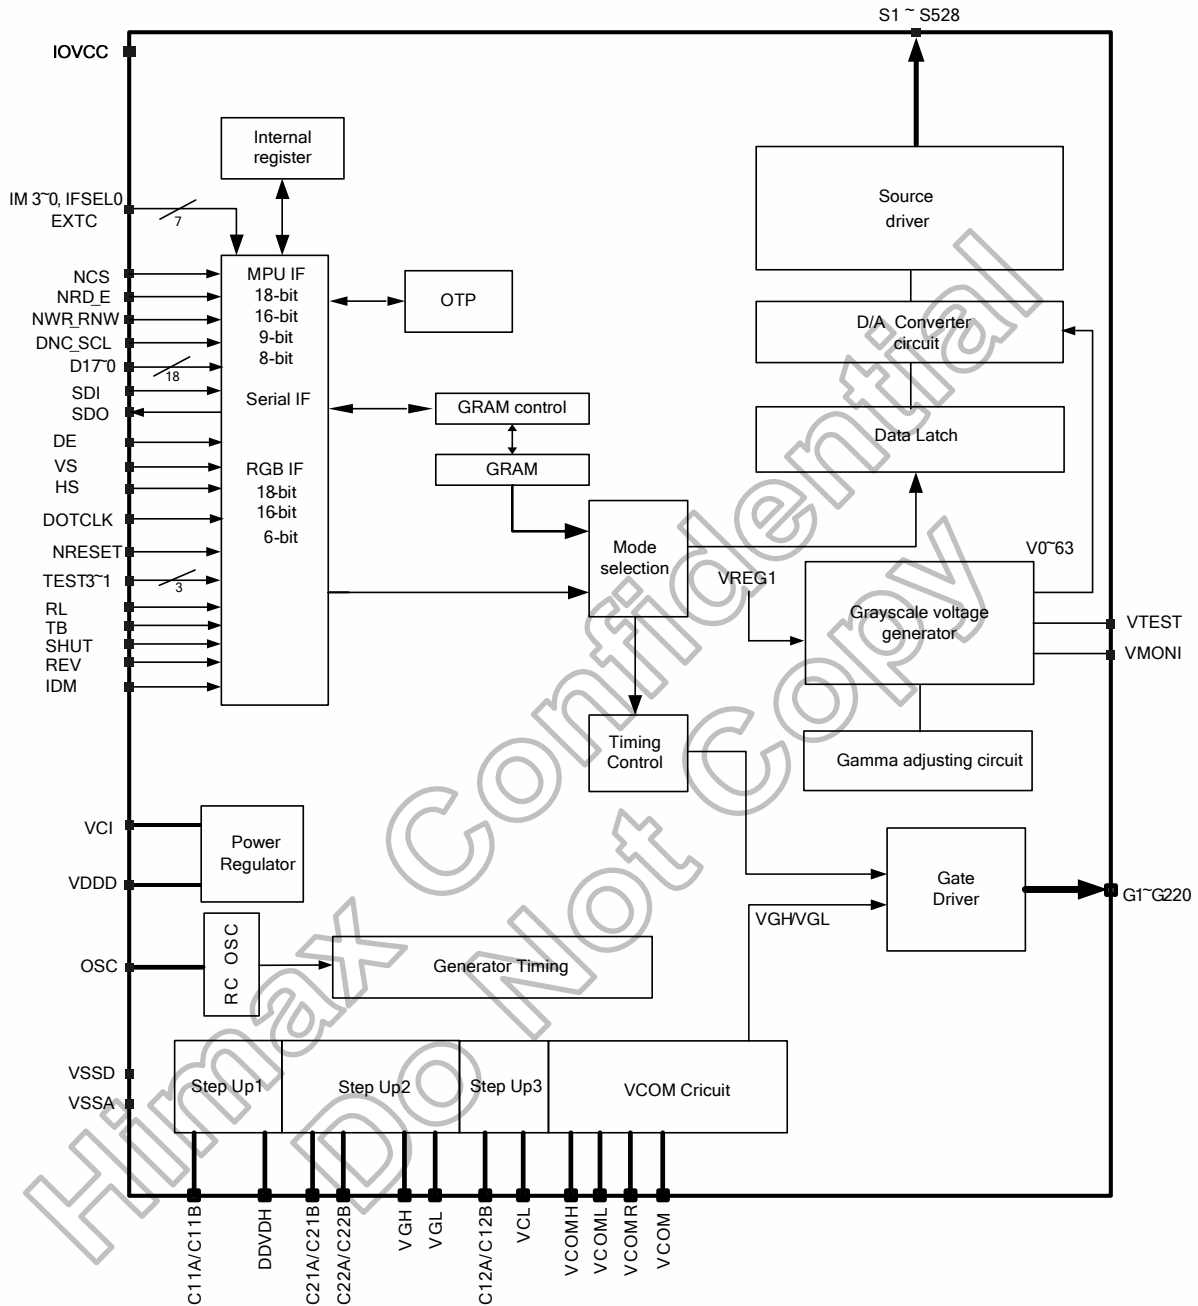 S1 ~ S528
IOVCC
Internal
register
IM 3~0, IFSEL0
EXTC
7
Source
driver
NCS
NRD_E
NWR_RNW
DNC_SCL
D17~0
18
SDI
SDO
DE
VS
HS
DOTCLK
NRESET
TEST3~1
3
RL
TB
SHUT
REV
IDM
MPU IF
18-bit
16-bit
9-bit
8-bit
Serial IF
RGB IF
18-bit
16-bit
6-bit
OTP
GRAM control
GRAM
D/A Converter
circuit
Data Latch
Mode
selection
V0~63
VREG1
Grayscale voltage
generator
VTEST
VMONI
Timing
Control
Gamma adjusting circuit
VCI
VDDD
Power
Regulator
Gate
Driver
G1~G220
VGH/VGL
OSC
RC OSC
Generator Timing
VSSD
VSSA
Step Up1
Step Up2
Step Up3
VCOM Cricuit
C11A/C11B
DDVDH
C21A/C21B
C22A/C22B
VGH
VGL
C12A/C12B
VCL
VCOMH
VCOML
VCOMR
VCOM
Himax Confidential
Do Not Copy